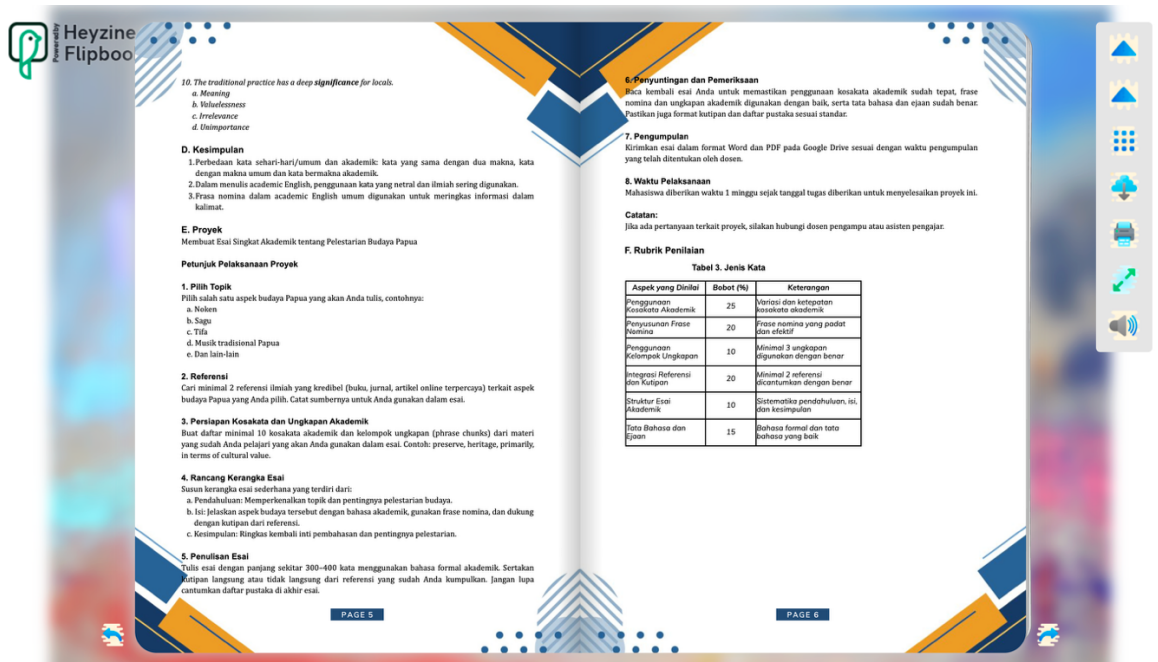 Powered by
Heyzine
Flipboo
10. The traditional practice has a deep significance for locals.
a. Meaning
b. Valuelessness
c. Irrelevance
d. Unimportance
D. Kesimpulan
1.Perbedaan kata sehari-hari/umum dan akademik: kata yang sama dengan dua makna, kata
dengan makna umum dan kata bermakna akademik.
2.Dalam menulis academic English, penggunaan kata yang netral dan ilmiah sering digunakan.
3.Frasa nomina dalam academic English umum digunakan untuk meringkas informasi dalam
kalimat.
E. Proyek
Membuat Esai Singkat Akademik tentang Pelestarian Budaya Papua
Petunjuk Pelaksanaan Proyek
1. Pilih Topik
Pilih salah satu aspek budaya Papua yang akan Anda tulis, contohnya:
a. Noken
b. Sagu
c. Tifa
d. Musik tradisional Papua
e. Dan lain-lain
2. Referensi
Cari minimal 2 referensi ilmiah yang kredibel (buku, jurnal, artikel online terpercaya) terkait aspek
budaya Papua yang Anda pilih. Catat sumbernya untuk Anda gunakan dalam esai.
3. Persiapan Kosakata dan Ungkapan Akademik
Buat daftar minimal 10 kosakata akademik dan kelompok ungkapan (phrase chunks) dari materi
yang sudah Anda pelajari yang akan Anda gunakan dalam esai. Contoh: preserve, heritage, primarily,
in terms of cultural value.
4. Rancang Kerangka Esai
Susun kerangka esai sederhana yang terdiri dari:
a. Pendahuluan: Memperkenalkan topik dan pentingnya pelestarian budaya.
b. Isi: Jelaskan aspek budaya tersebut dengan bahasa akademik, gunakan frase nomina, dan dukung
dengan kutipan dari referensi.
c. Kesimpulan: Ringkas kembali inti pembahasan dan pentingnya pelestarian.
5. Penulisan Esai
Tulis esai dengan panjang sekitar 300–400 kata menggunakan bahasa formal akademik. Sertakan
kutipan langsung atau tidak langsung dari referensi yang sudah Anda kumpulkan. Jangan lupa
cantumkan daftar pustaka di akhir esai.
PAGE 5
6. Penyuntingan dan Pemeriksaan
Baca kembali esai Anda untuk memastikan penggunaan kosakata akademik sudah tepat, frase
nomina dan ungkapan akademik digunakan dengan baik, serta tata bahasa dan ejaan sudah benar.
Pastikan juga format kutipan dan daftar pustaka sesuai standar.
7. Pengumpulan
Kirimkan esai dalam format Word dan PDF pada Google Drive sesuai dengan waktu pengumpulan
yang telah ditentukan oleh dosen.
8. Waktu Pelaksanaan
Mahasiswa diberikan waktu 1 minggu sejak tanggal tugas diberikan untuk menyelesaikan proyek ini.
Catatan:
Jika ada pertanyaan terkait proyek, silakan hubungi dosen pengampu atau asisten pengajar.
F. Rubrik Penilaian
Tabel 3. Jenis Kata
Aspek yang Dinilai Bobot (%) Keterangan
Penggunaan Kosakata Akademik 25 Variasi dan ketepatan kosakata akademik
Penyusunan Frase Nomina 20 Frase nomina yang padat dan efektif
Penggunaan Kelompok Ungkapan 10 Minimal 3 ungkapan digunakan dengan benar
Integrasi Referensi dan Kutipan 20 Minimal 2 referensi dicantumkan dengan benar
Struktur Esai Akademik 10 Sistematika pendahuluan, isi, dan kesimpulan
Tata Bahasa dan Ejaan 15 Bahasa formal dan tata bahasa yang baik
PAGE 6